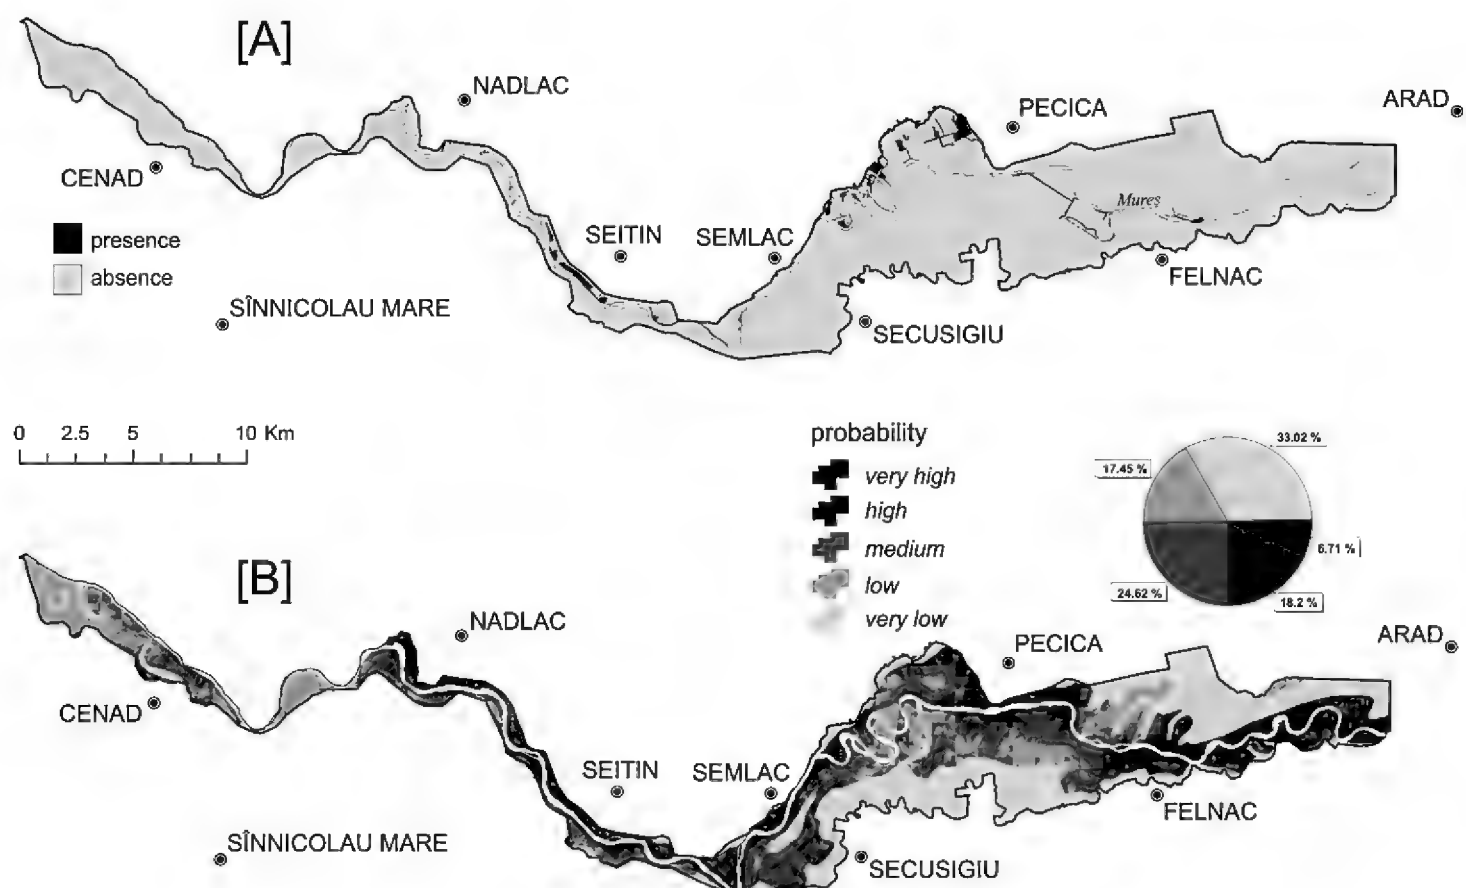 [A]
NADLAC
PECICA
ARAD
CENAD
Mures
presence
SEITIN
SEMLAC
absence
FELNAC
SÎNNICOLAU MARE
SECUSIGIU
0 2.5 5 10 Km
probability
33.02 %
17.45 %
very high
high
medium
6.71 %
low
24.62 %
18.2 %
very low
[B]
NADLAC
PECICA
ARAD
CENAD
SEITIN
SEMLAC
FELNAC
SÎNNICOLAU MARE
SECUSIGIU